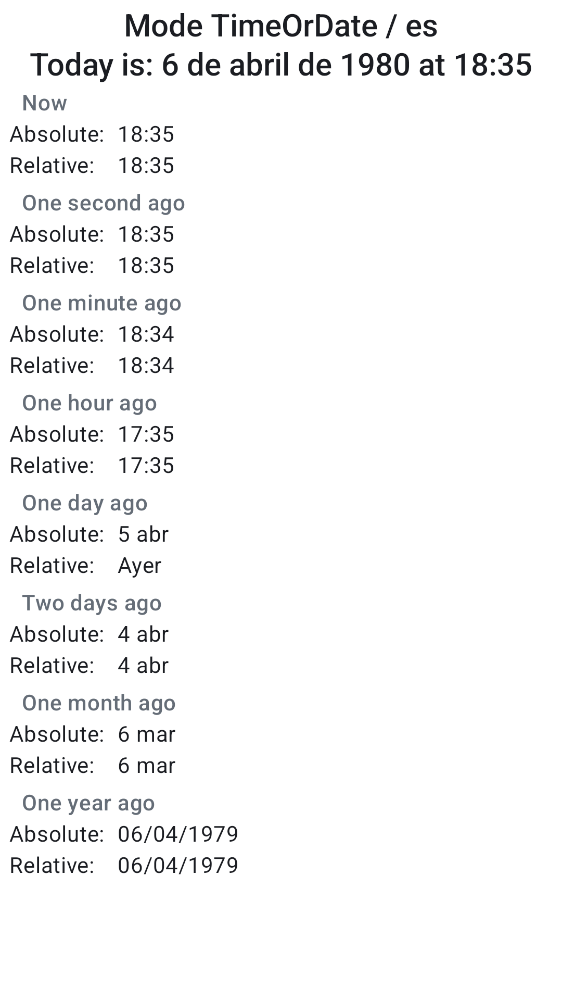 Mode TimeOrDate / es
Today is: 6 de abril de 1980 at 18:35
Now
Absolute: 18:35
Relative: 18:35
One second ago
Absolute: 18:35
Relative: 18:35
One minute ago
Absolute: 18:34
Relative: 18:34
One hour ago
Absolute: 17:35
Relative: 17:35
One day ago
Absolute: 5 abr
Relative: Ayer
Two days ago
Absolute: 4 abr
Relative: 4 abr
One month ago
Absolute: 6 mar
Relative: 6 mar
One year ago
Absolute: 06/04/1979
Relative: 06/04/1979